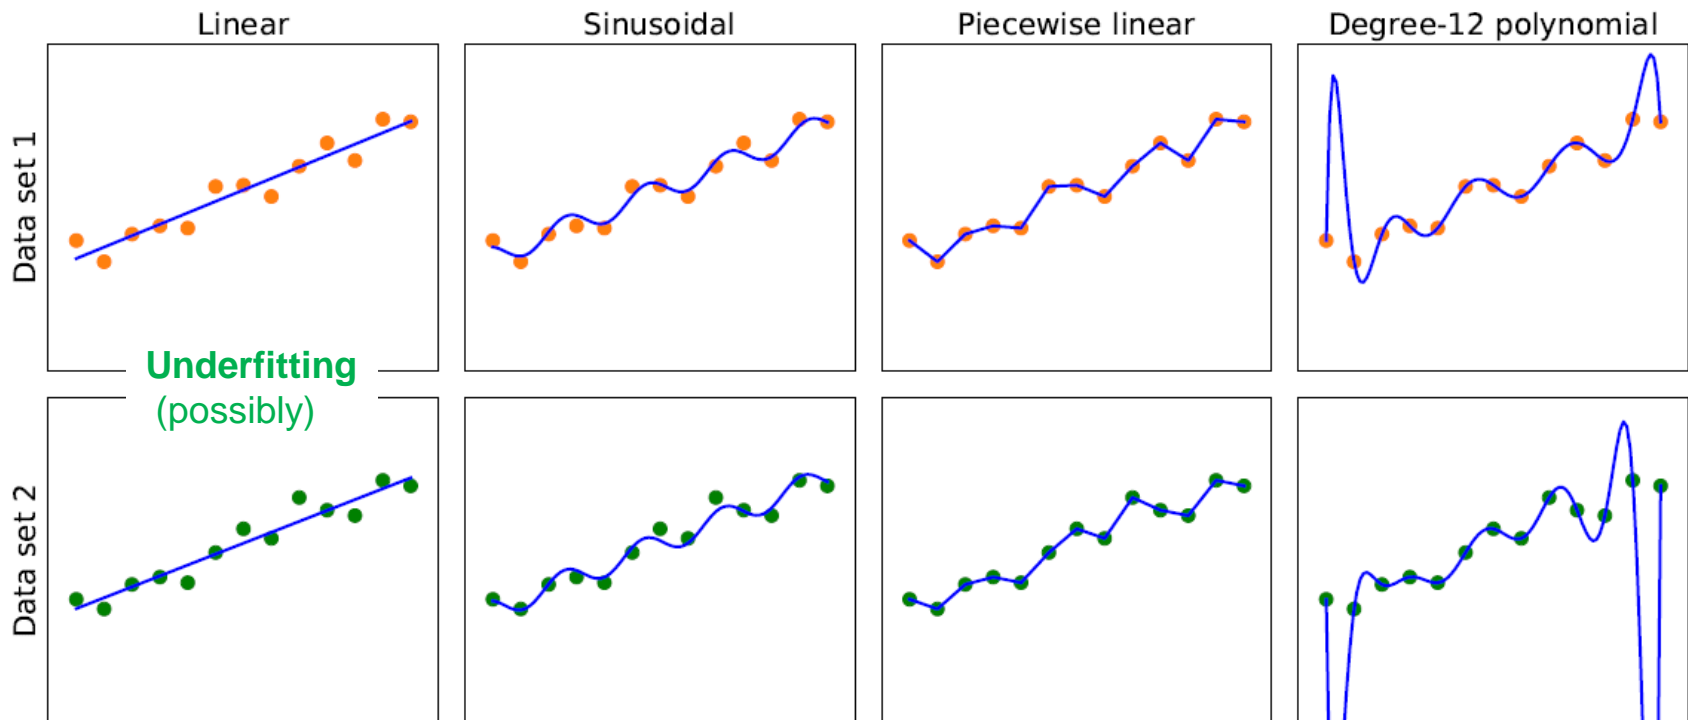 Linear
Sinusoidal
Piecewise linear
Degree-12 polynomial
Data set 1
Underfitting
(possibly)
Data set 2